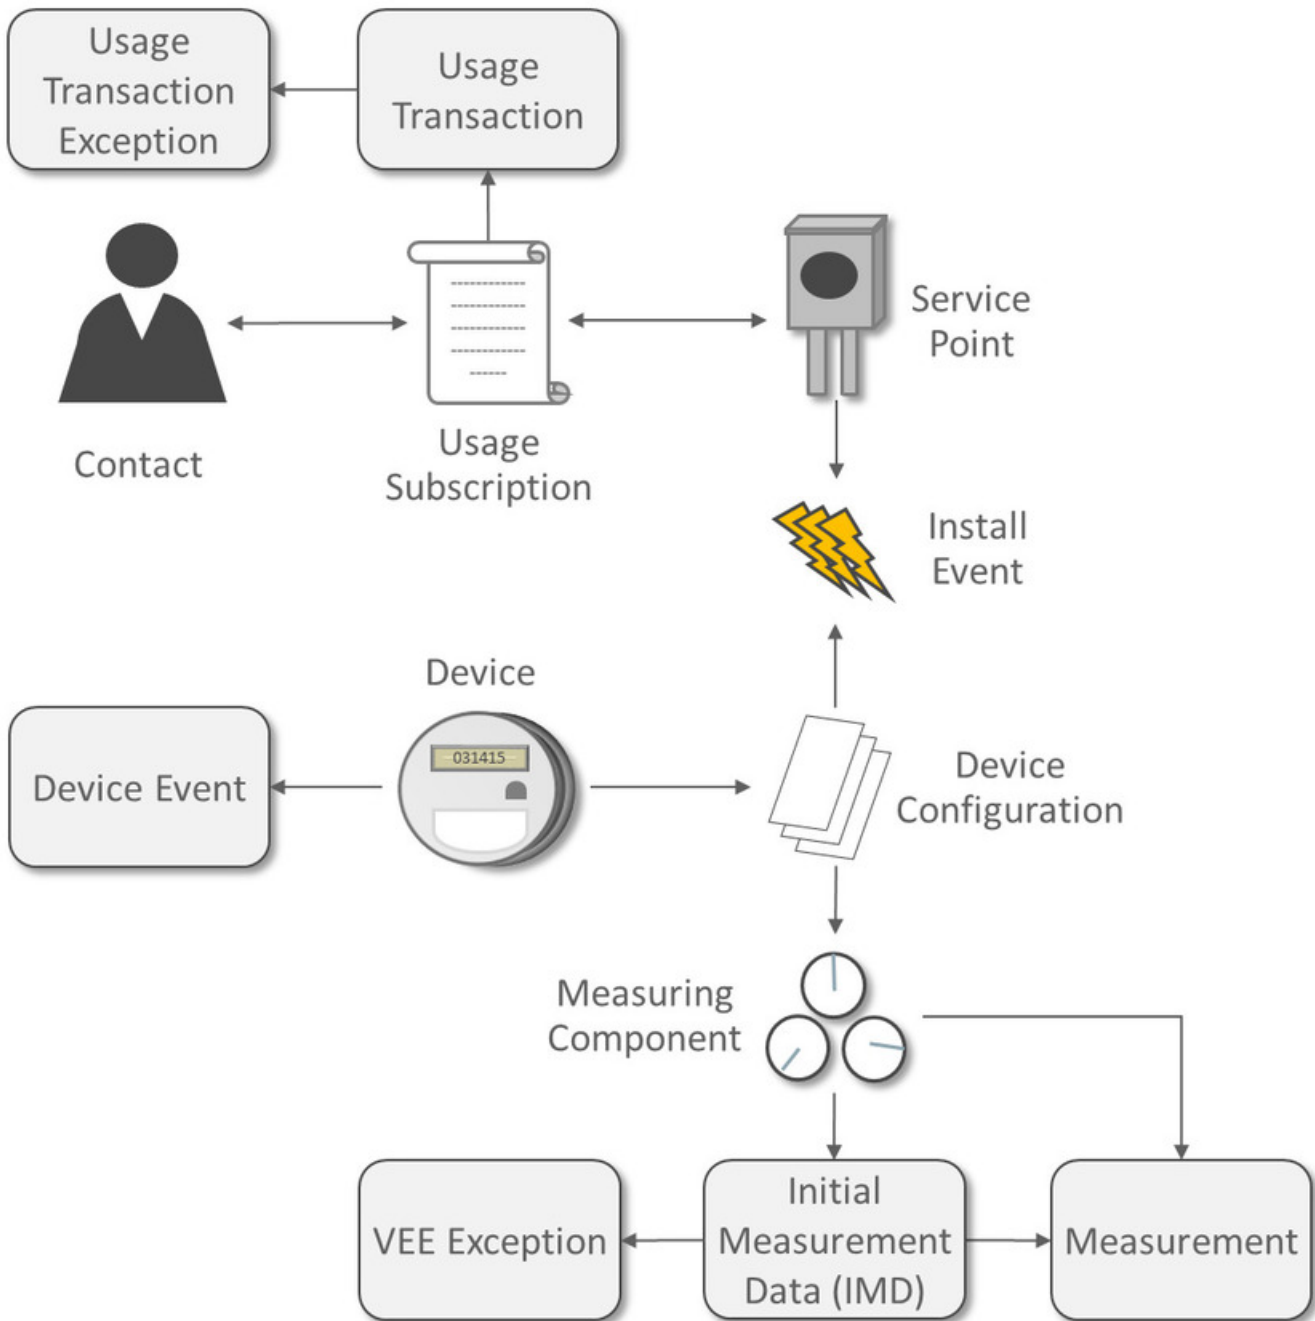 Usage
Transaction
Exception
Usage
Transaction
Service
Point
Contact
Usage
Subscription
Install
Event
Device
031415
Device Event
Device
Configuration
Measuring
Component
VEE Exception
Initial
Measurement
Data (IMD)
Measurement